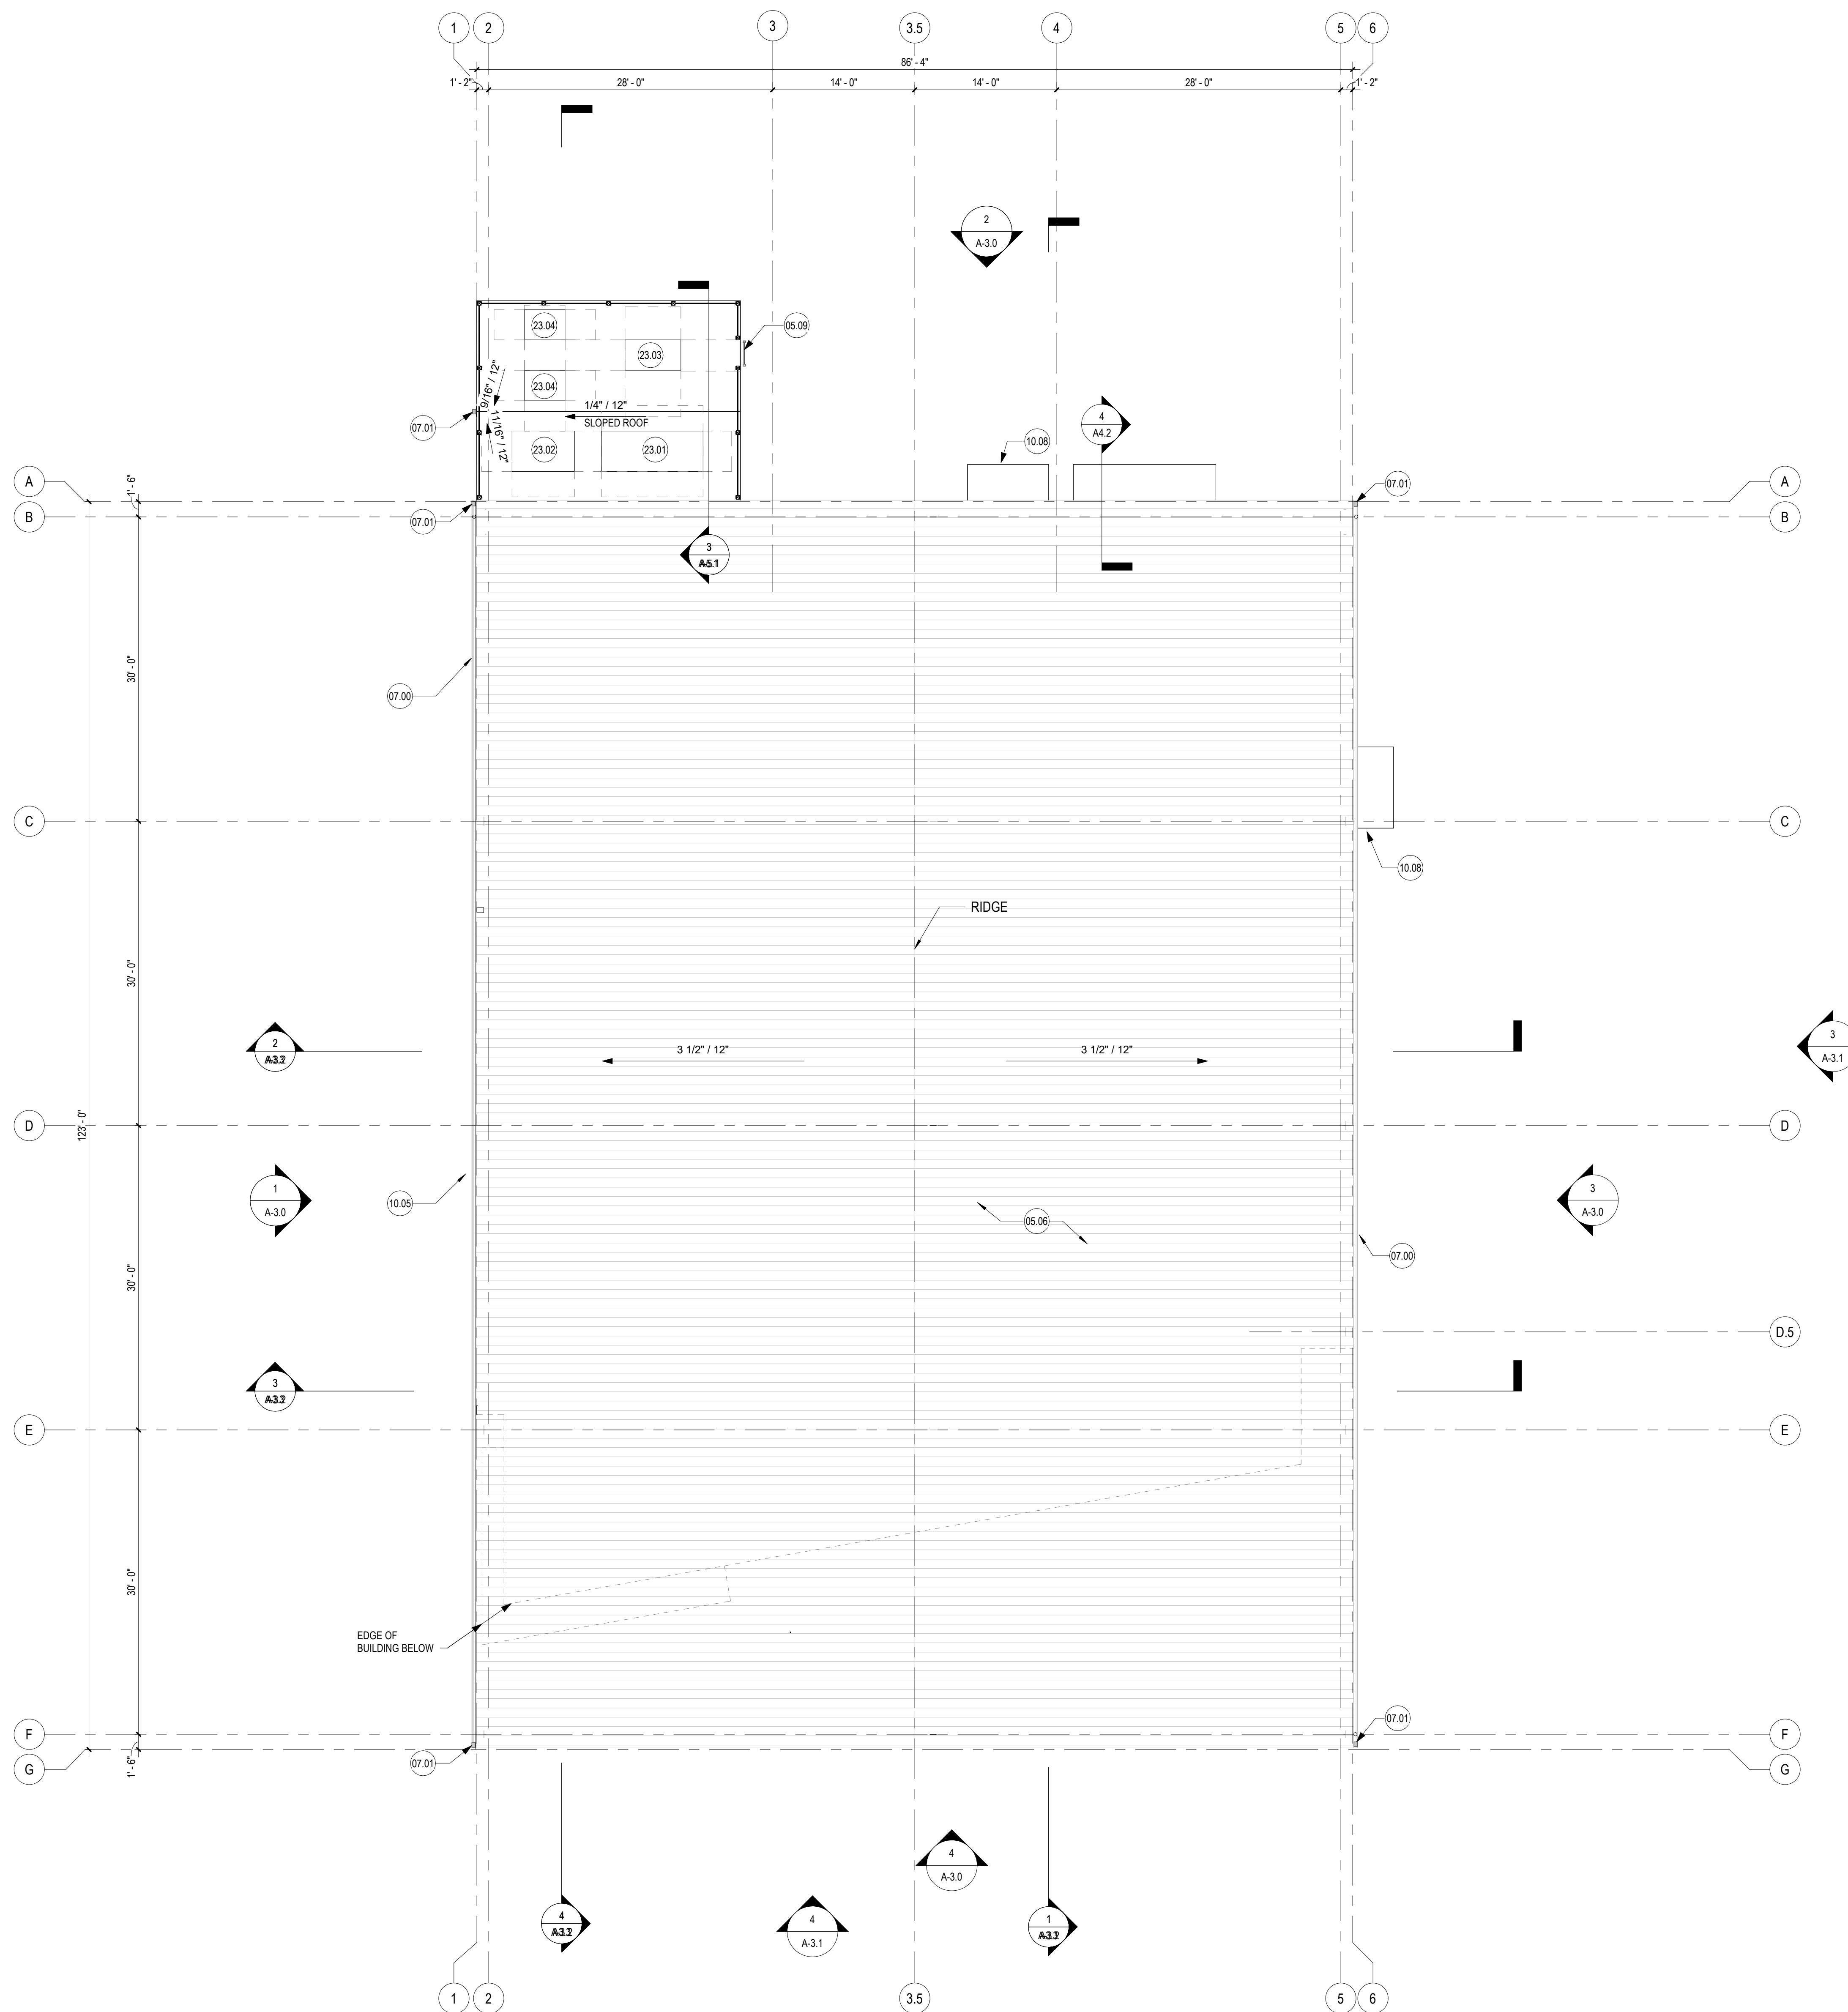 1
2
3
3.5
4
5
6
86' - 4"
1' - 2"
28' - 0"
14' - 0"
14' - 0"
28' - 0"
1' - 2"
2
A-3.0
23.04
05.09
23.03
9/16" / 12"
23.04
1/4" / 12"
SLOPED ROOF
07.01
11/16" / 12"
4
A4.2
10.08
23.02
23.01
A
1' - 6"
07.01
A
B
07.01
B
3
30' - 0"
07.00
C
C
10.08
RIDGE
30' - 0"
2
3 1/2" / 12"
3 1/2" / 12"
3
A-3.1
D
123' - 0"
D
1
A-3.0
10.05
05.06
3
A-3.0
07.00
30' - 0"
D.5
3
E
E
30' - 0"
EDGE OF
BUILDING BELOW
F
07.01
F
G
1' - 6"
07.01
G
4
A-3.0
4
4
A-3.1
1
1
2
3.5
5
6